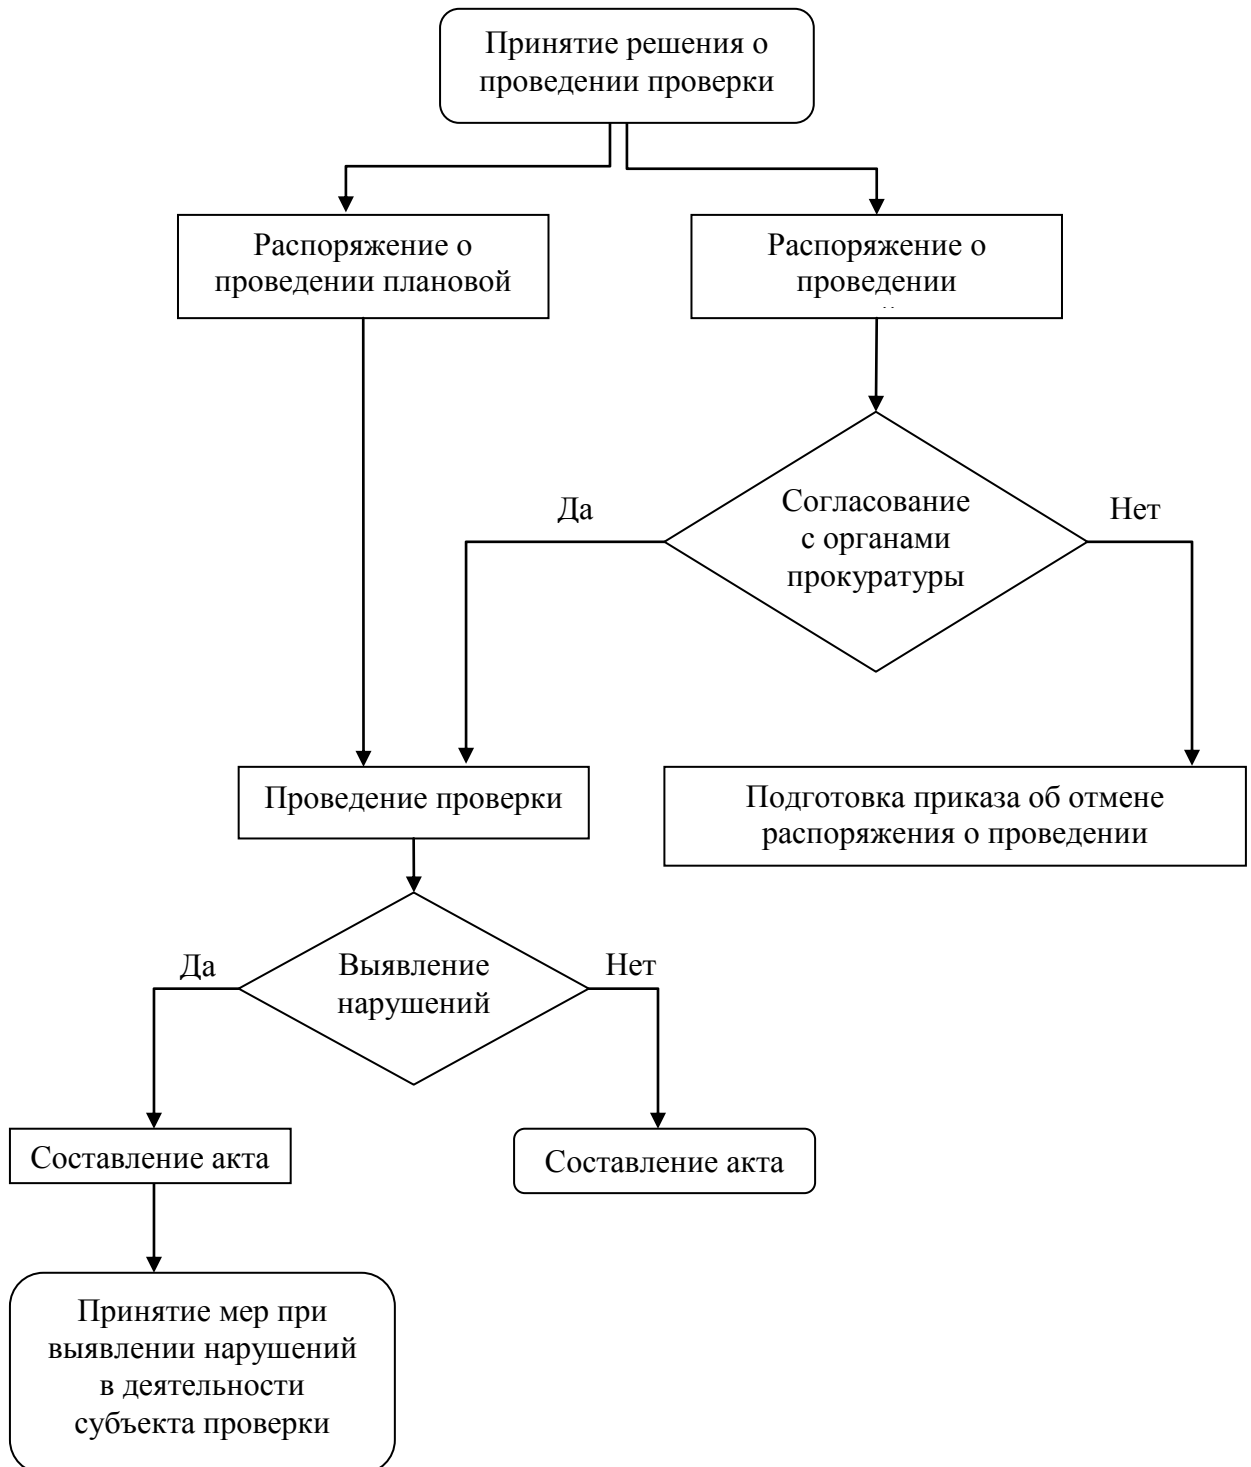 Принятие решения о
проведении проверки
Распоряжение о
проведении плановой
Распоряжение о
проведении
Согласование
с органами
прокуратуры
Да
Нет
Проведение проверки
Подготовка приказа об отмене
распоряжения о проведении
Выявление
нарушений
Да
Нет
Составление акта
Составление акта
Принятие мер при
выявлении нарушений
в деятельности
субъекта проверки